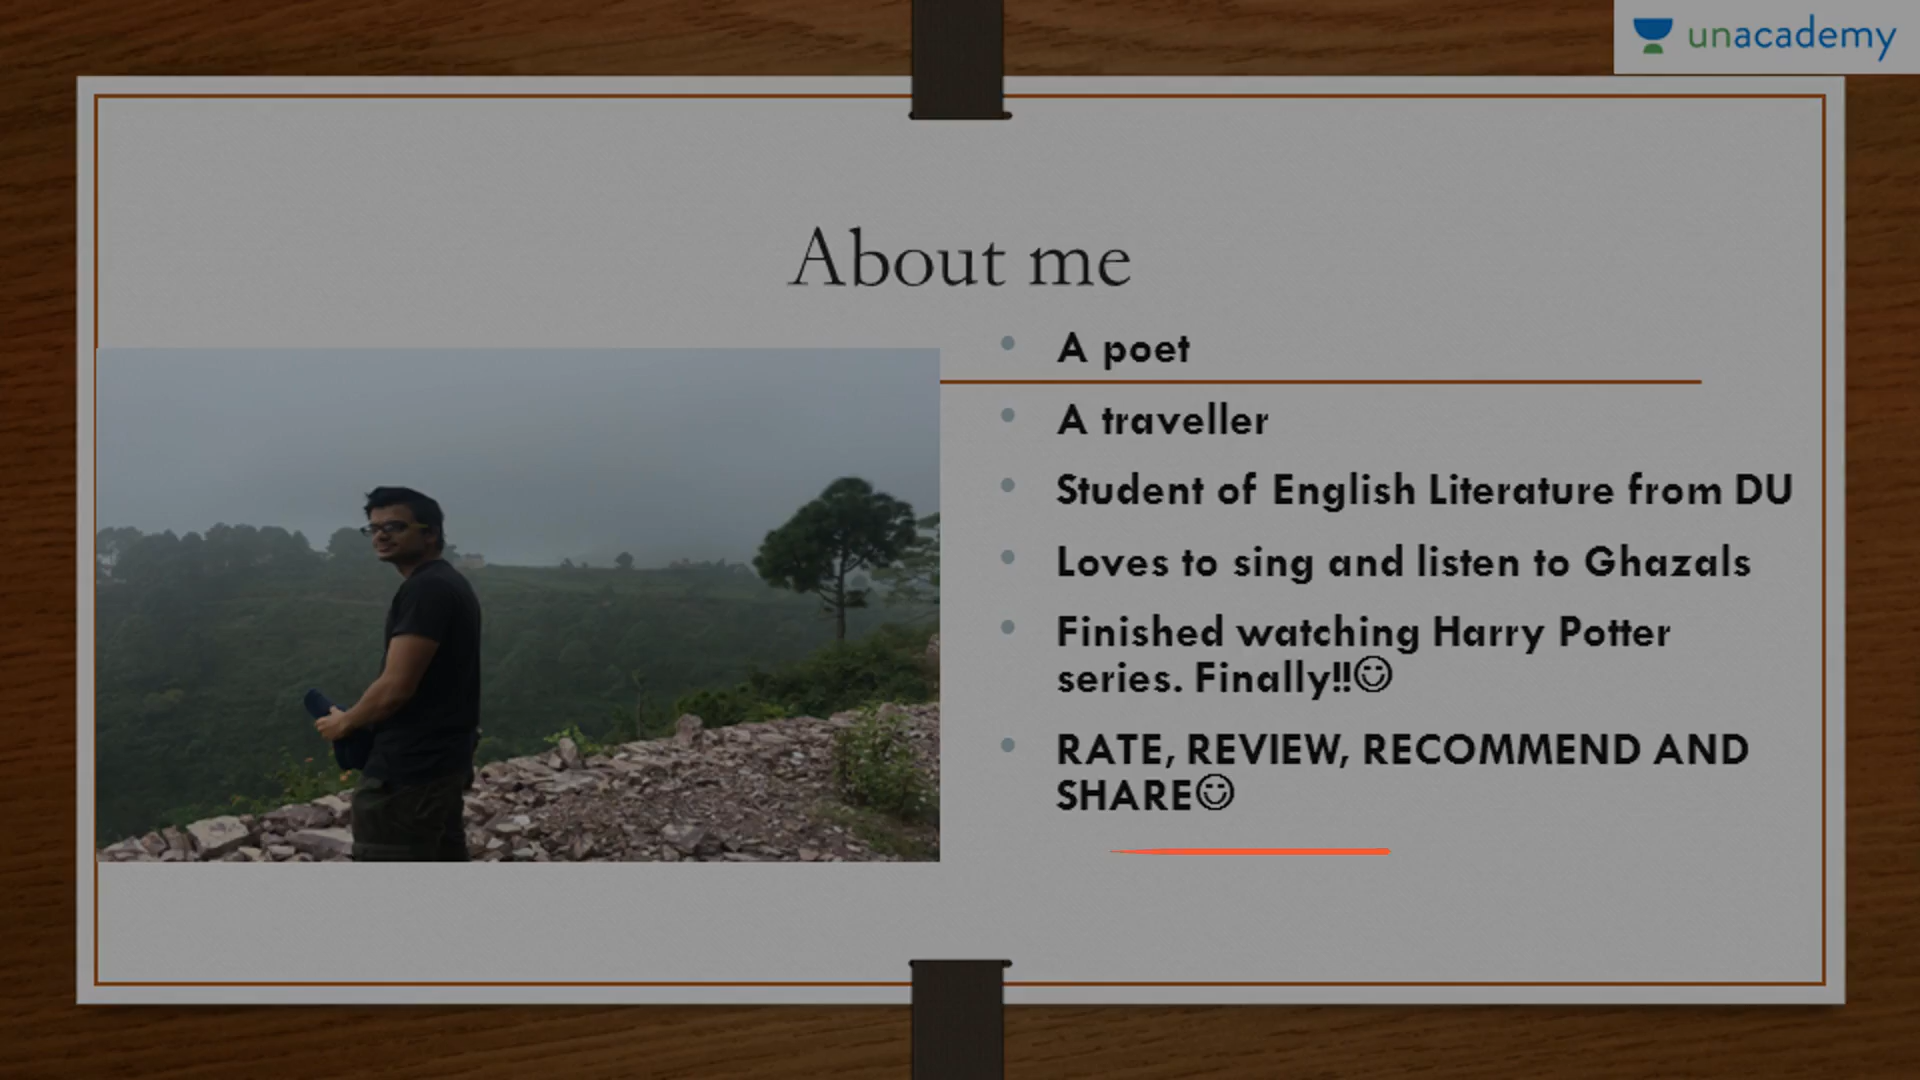 unacademy
About me
A poet
A traveller
Student of English Literature from DU
Loves to sing and listen to Ghazals
Finished watching Harry Potter
series. Finally!!☺
RATE, REVIEW, RECOMMEND AND
SHARE☺